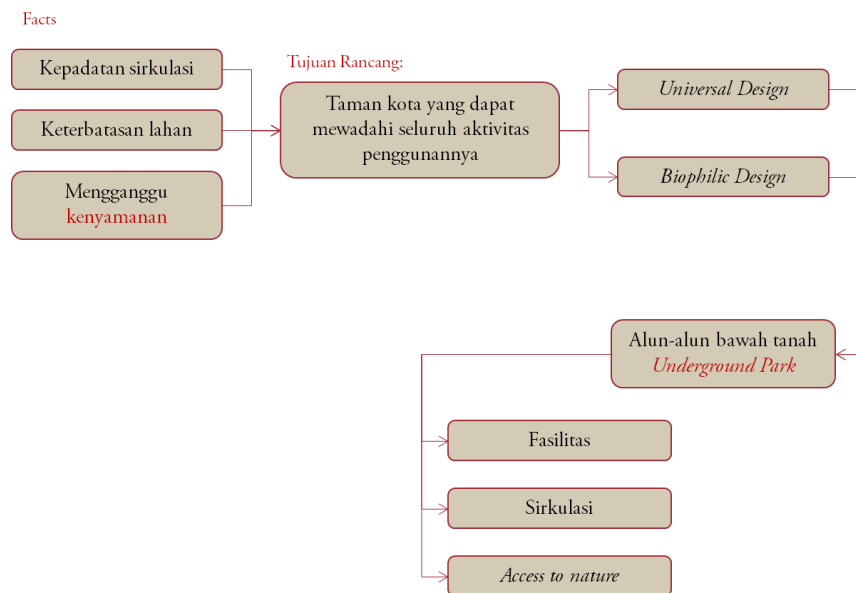 Facts
Kepadatan sirkulasi
Keterbatasan lahan
Mengganggu
kenyamanan
Tujuan Rancang:
Taman kota yang dapat
mewadahi seluruh aktivitas
penggunannya
Universal Design
Biophilic Design
Alun-alun bawah tanah
Underground Park
Fasilitas
Sirkulasi
Access to nature